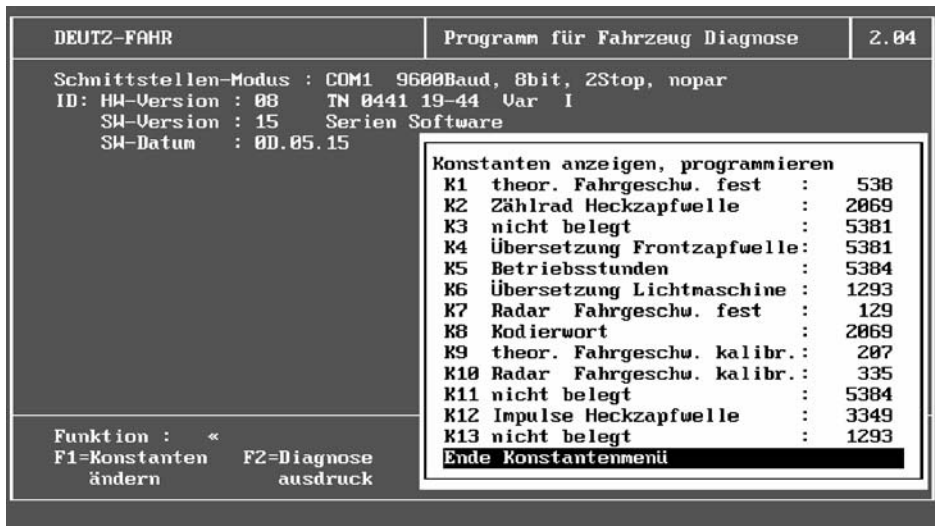 DEUTZ-FAHR
Programm für Fahrzeug Diagnose
2.04
Schnittstellen-Modus : COM1 9600Baud, 8bit, 2Stop, nopar
ID: HW-Version : 08 TN 0441 19-44 Var I
SW-Version : 15 Serien Software
SW-Datum : 0D.05.15
Konstanten anzeigen, programmieren
K1 theor. Fahrgeschw. fest : 538
K2 Zählrad Heckzapfwelle : 2069
K3 nicht belegt : 5381
K4 Übersetzung Frontzapfwelle: 5381
K5 Betriebsstunden : 5384
K6 Übersetzung Lichtmaschine : 1293
K7 Radar Fahrgeschw. fest : 129
K8 Kodierwort : 2069
K9 theor. Fahrgeschw. kalibr.: 207
K10 Radar Fahrgeschw. kalibr.: 335
K11 nicht belegt : 5384
K12 Impulse Heckzapfwelle : 3349
K13 nicht belegt : 1293
Ende Konstantenmenü
Funktion : «
F1=Konstanten F2=Diagnose
ändern ausdruck